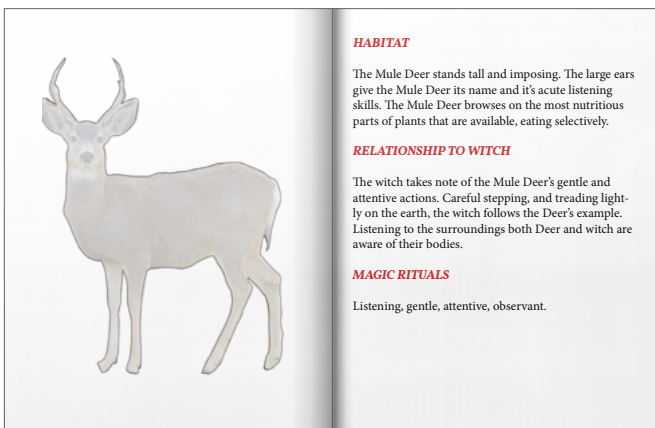 HABITAT
The Mule Deer stands tall and imposing. The large ears
give the Mule Deer its name and it's acute listening
skills. The Mule Deer browses on the most nutritious
parts of plants that are available, eating selectively.
RELATIONSHIP TO WITCH
The witch takes note of the Mule Deer's gentle and
attentive actions. Careful stepping, and treading light-
ly on the earth, the witch follows the Deer's example.
Listening to the surroundings both Deer and witch are
aware of their bodies.
MAGIC RITUALS
Listening, gentle, attentive, observant.